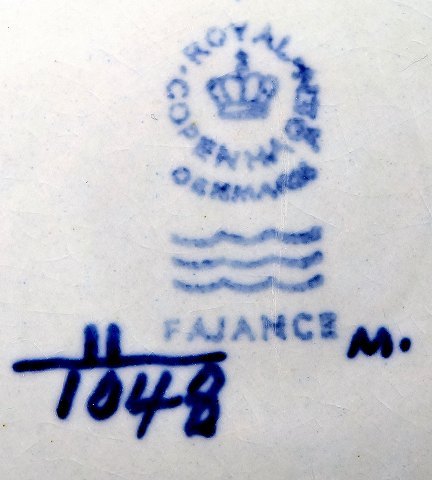 ROYAL
COPENHAGEN
DENMARK
FAJANCE
M.
11
1048